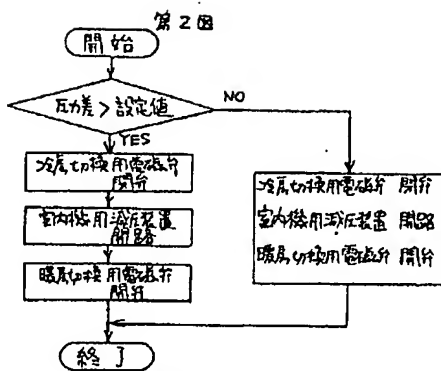 第2図
開始
圧力差>設定値
NO
YES
冷房切換用電磁弁
開弁
室内機用減圧装置
開路
暖房切換用電磁弁
開弁
冷房切換用電磁弁 開弁
室内機用減圧装置 開路
暖房切換用電磁弁 開弁
終了